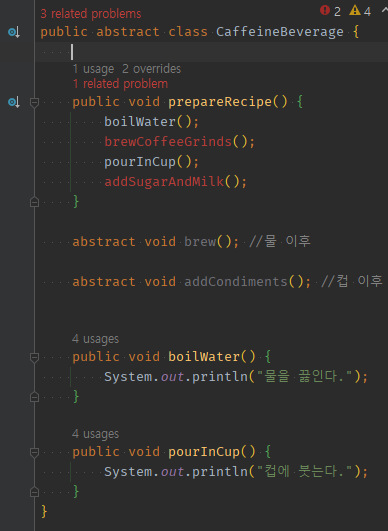 3 related problems
2 4
public abstract class CaffeineBeverage {
1 usage 2 overrides
1 related problem
public void prepareRecipe() {
boilWater();
brewCoffeeGrinds();
pourInCup();
addSugarAndMilk();
}
abstract void brew(); //물 이후
abstract void addCondiments(); //컵 이후
4 usages
public void boilWater() {
System.out.println("물을 끓인다.");
}
4 usages
public void pourInCup() {
System.out.println("컵에 붓는다.");
}
}